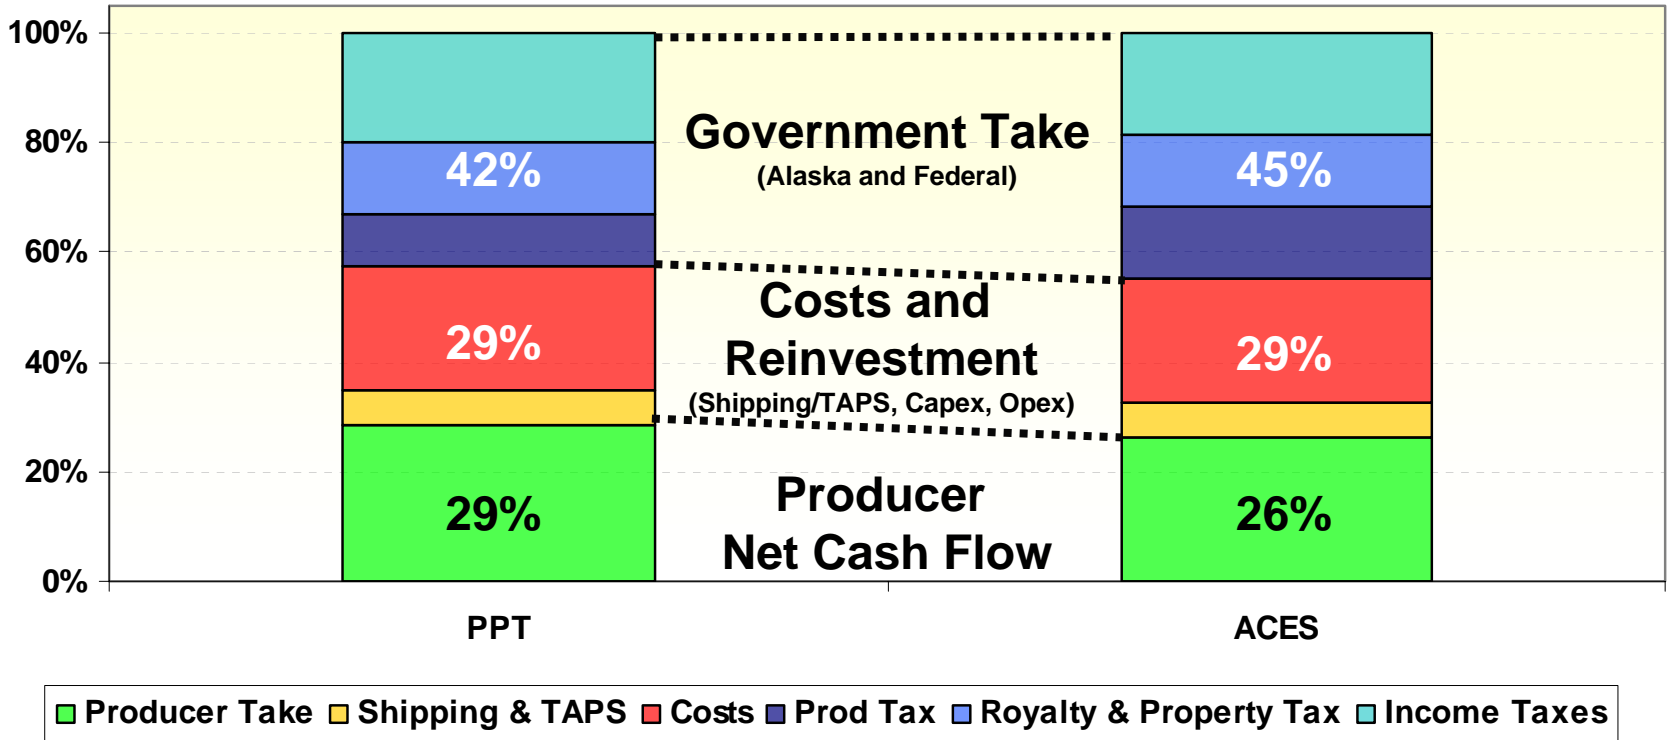 100%
80%
60%
40%
20%
0%
42%
29%
29%
Government Take
(Alaska and Federal)
Costs and
Reinvestment
(Shipping/TAPS, Capex, Opex)
Producer
Net Cash Flow
45%
29%
26%
PPT
ACES
Producer Take Shipping & TAPS Costs Prod Tax Royalty & Property Tax Income Taxes